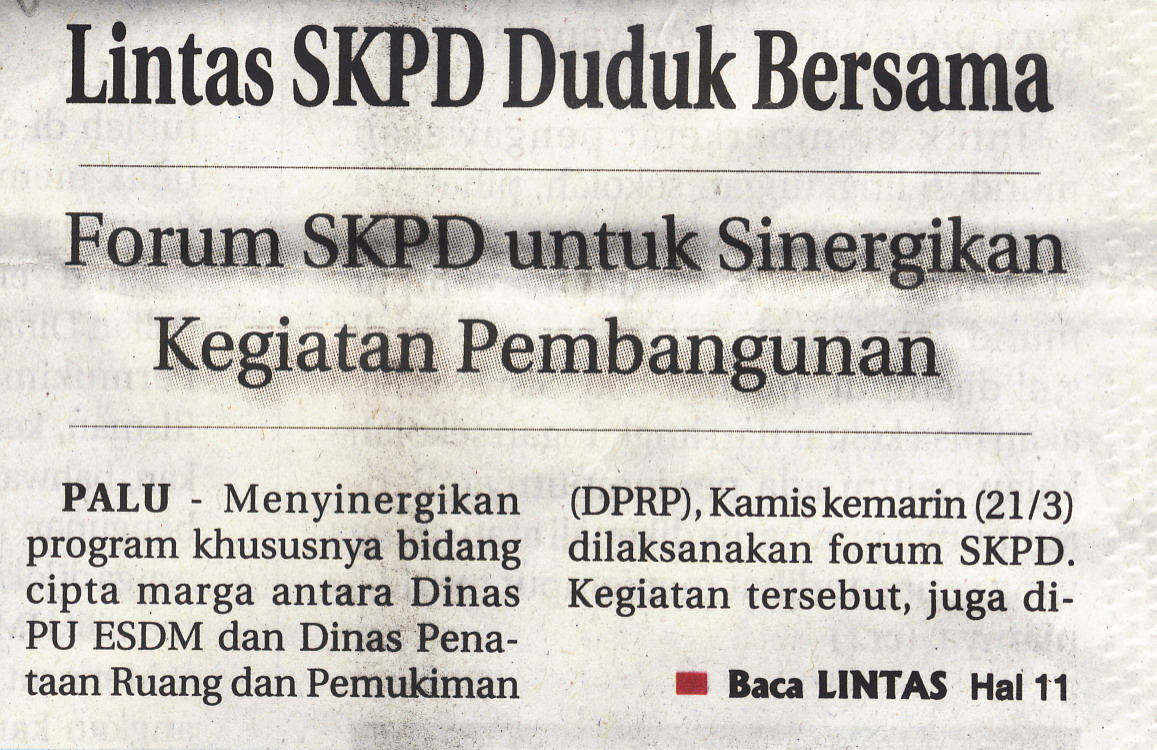 Lintas SKPD Duduk Bersama
Forum SKPD untuk Sinergikan
Kegiatan Pembangunan
PALU - Menyinergikan
program khususnya bidang
cipta marga antara Dinas
PU ESDM dan Dinas Pena-
taan Ruang dan Pemukiman
(DPRP), Kamis kemarin (21/3)
dilaksanakan forum SKPD.
Kegiatan tersebut, juga di-
Baca LINTAS Hal 11